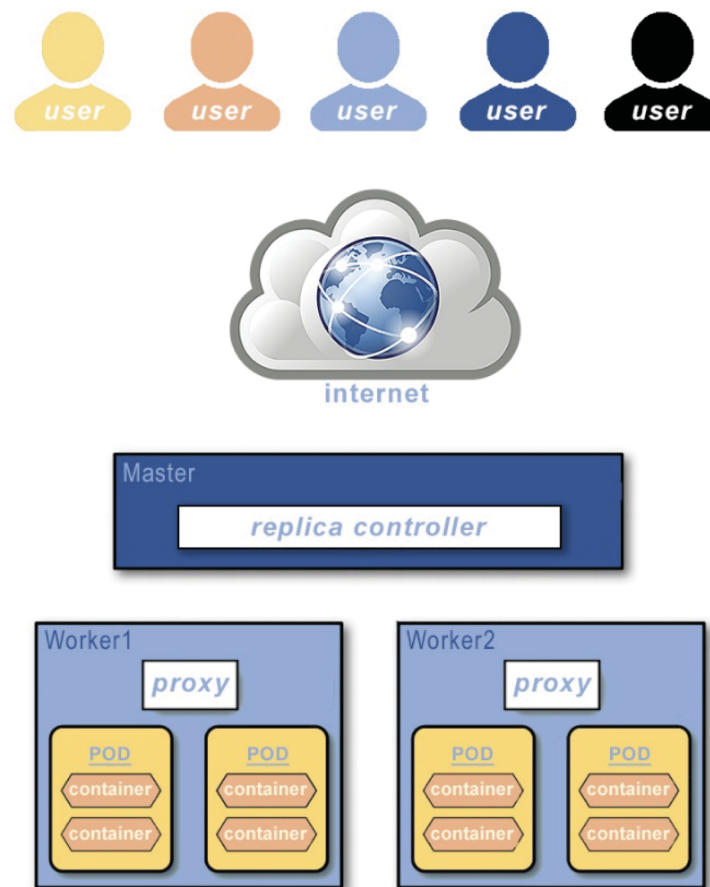 user user user user user
internet
Master
replica controller
Worker1 Worker2
proxy proxy
POD POD POD POD
container container container container
container container container container